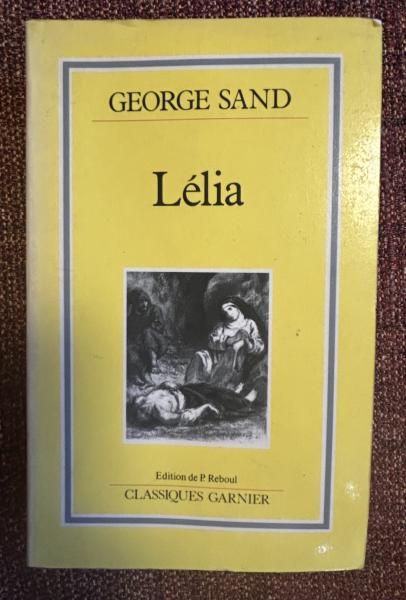 GEORGE SAND
Lélia
Edition de P. Reboul
CLASSIQUES GARNIER